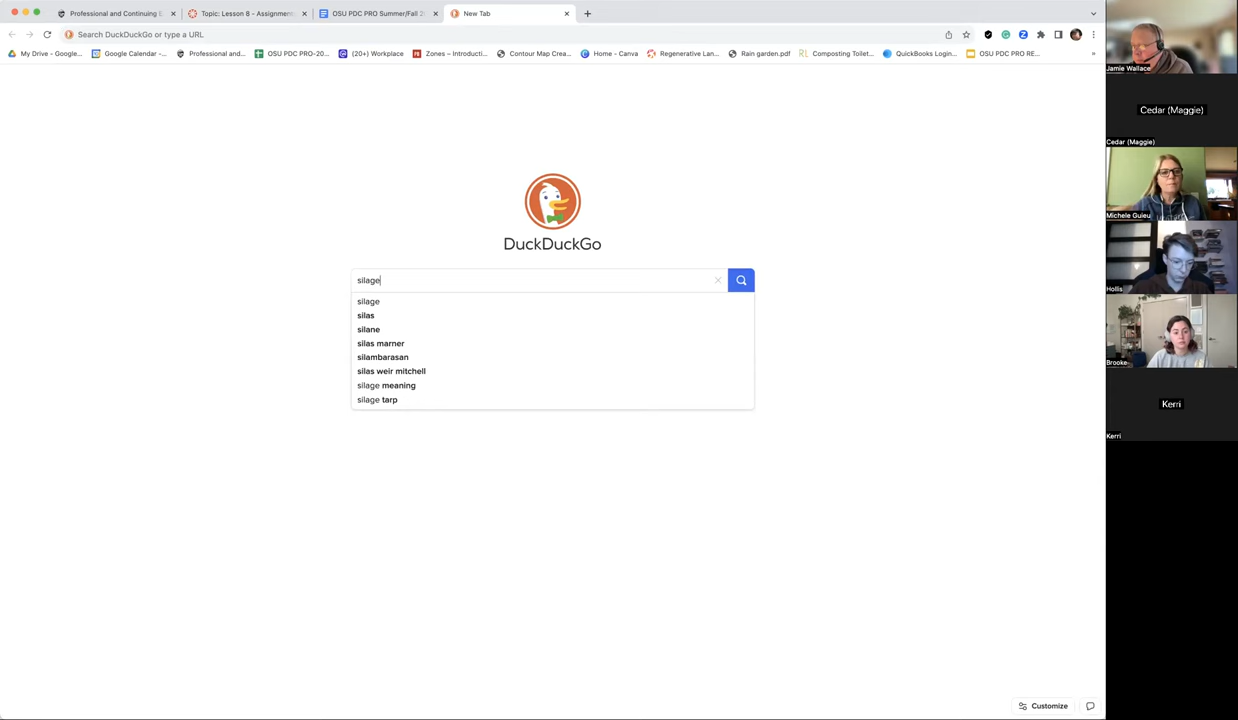 Professional and Continuing E
Topic: Lesson 8 - Assignment
OSU PDC PRO Summer/Fall 2
New Tab
Search DuckDuckGo or type a URL
My Drive - Google...
Google Calendar -...
Professional and...
OSU PDC PRO-20...
(20+) Workplace
Zones – Introducti...
Contour Map Crea...
Home - Canva
Regenerative Lan...
Rain garden.pdf
Composting Toilet...
QuickBooks Login...
OSU PDC PRO RE...
»
DuckDuckGo
silage
silage
silas
silane
silas marner
silambarasan
silas weir mitchell
silage meaning
silage tarp
Customize
Jamie Wallace
Cedar (Maggie)
Cedar (Maggie)
Michele Guieu
Hollis
Brooke
Kerri
Kerri